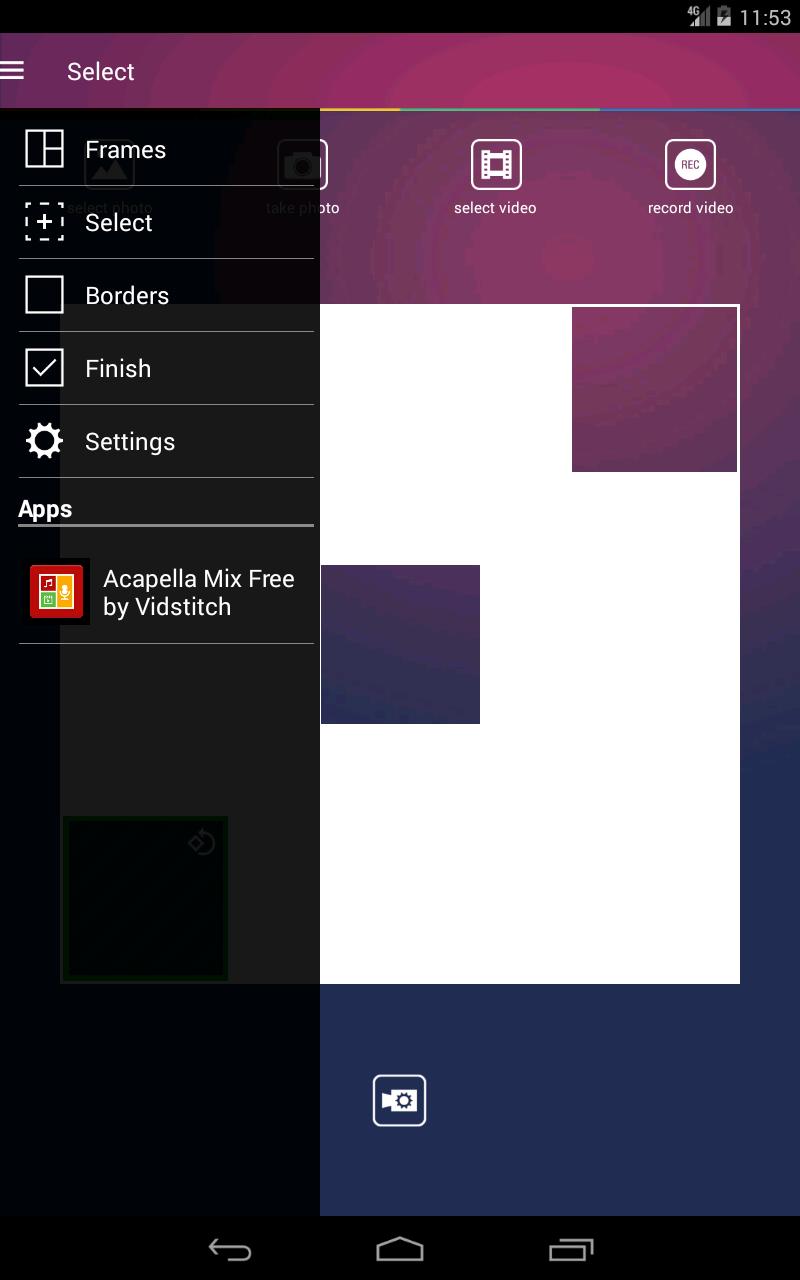 4G 11:53
Select
Frames
select photo
take photo
select video
REC
record video
Select
Borders
Finish
Settings
Apps
Acapella Mix Free
by Vidstitch